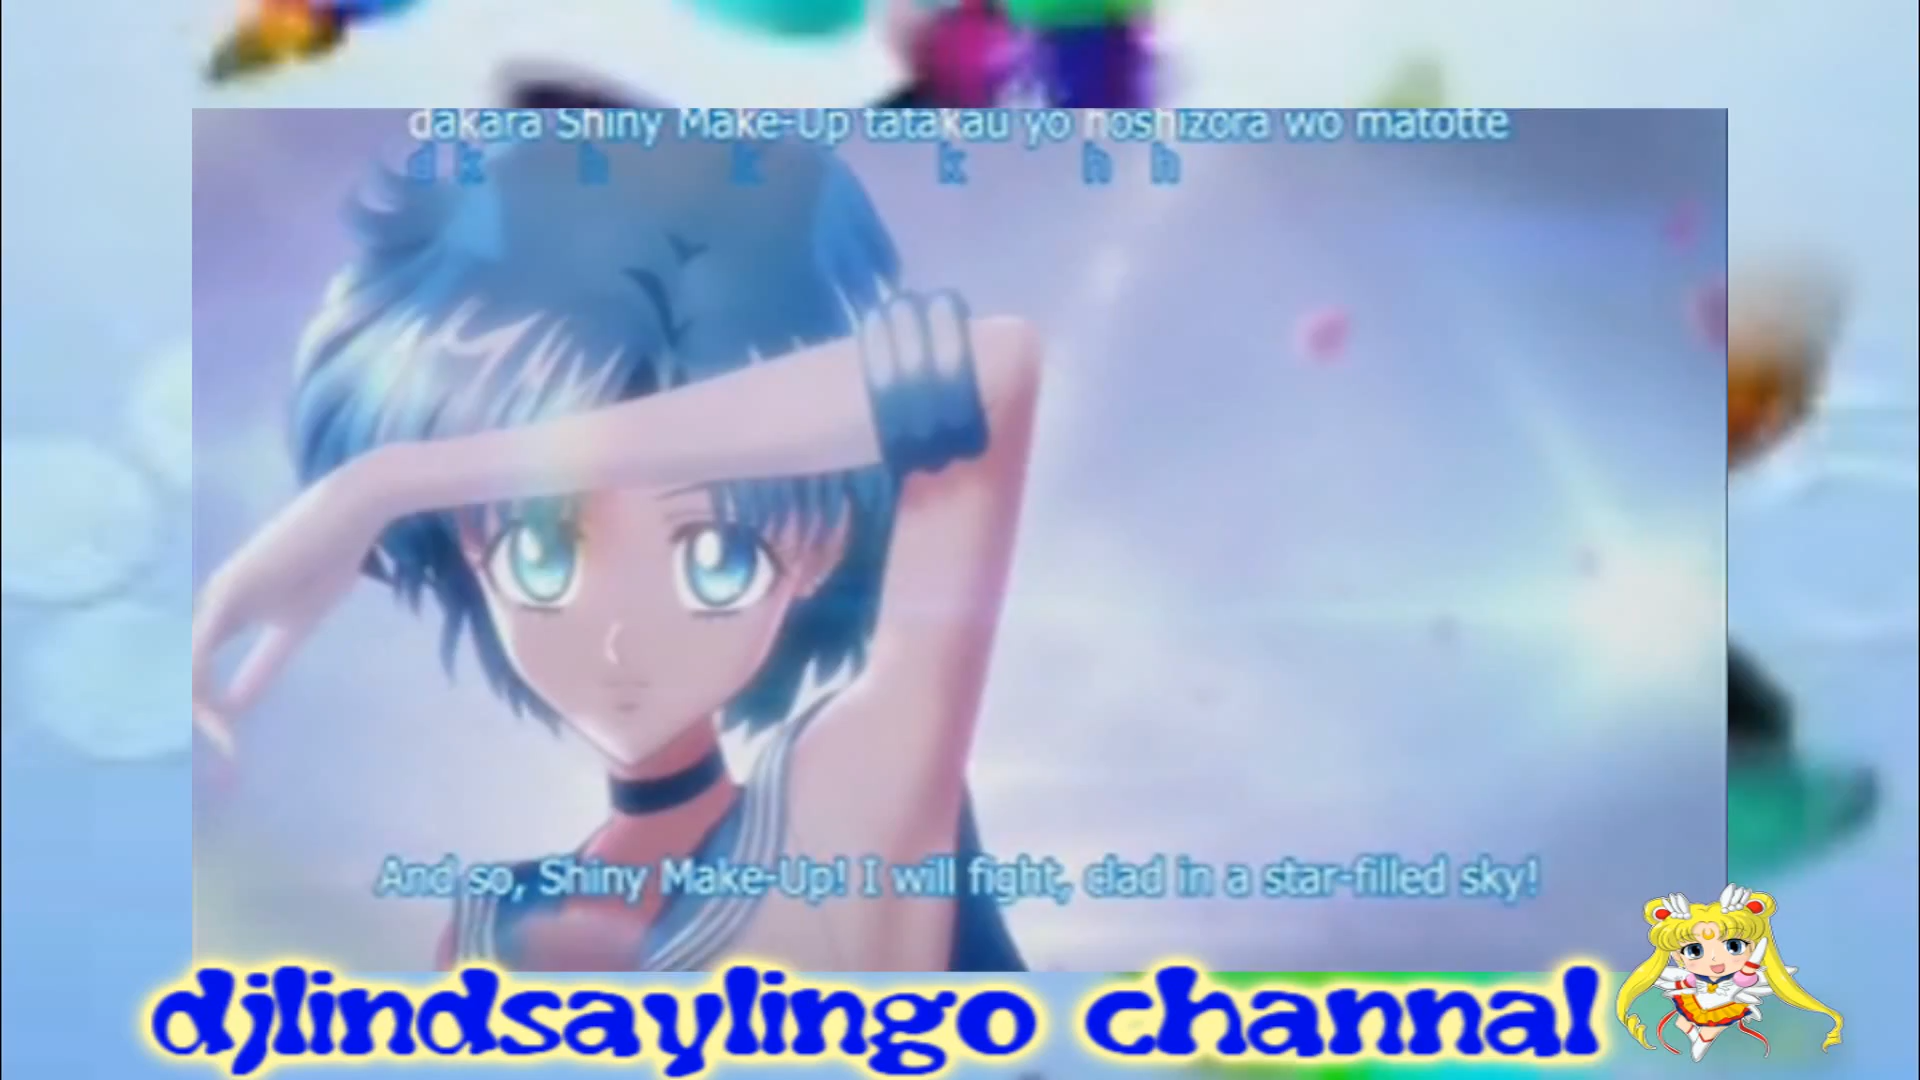 dakara Shiny Make-Up tatakau yo hoshizora wo matotte
d k h k k h h
And so, Shiny Make-Up! I will fight, clad in a star-filled sky!
djlindsaylingo channal